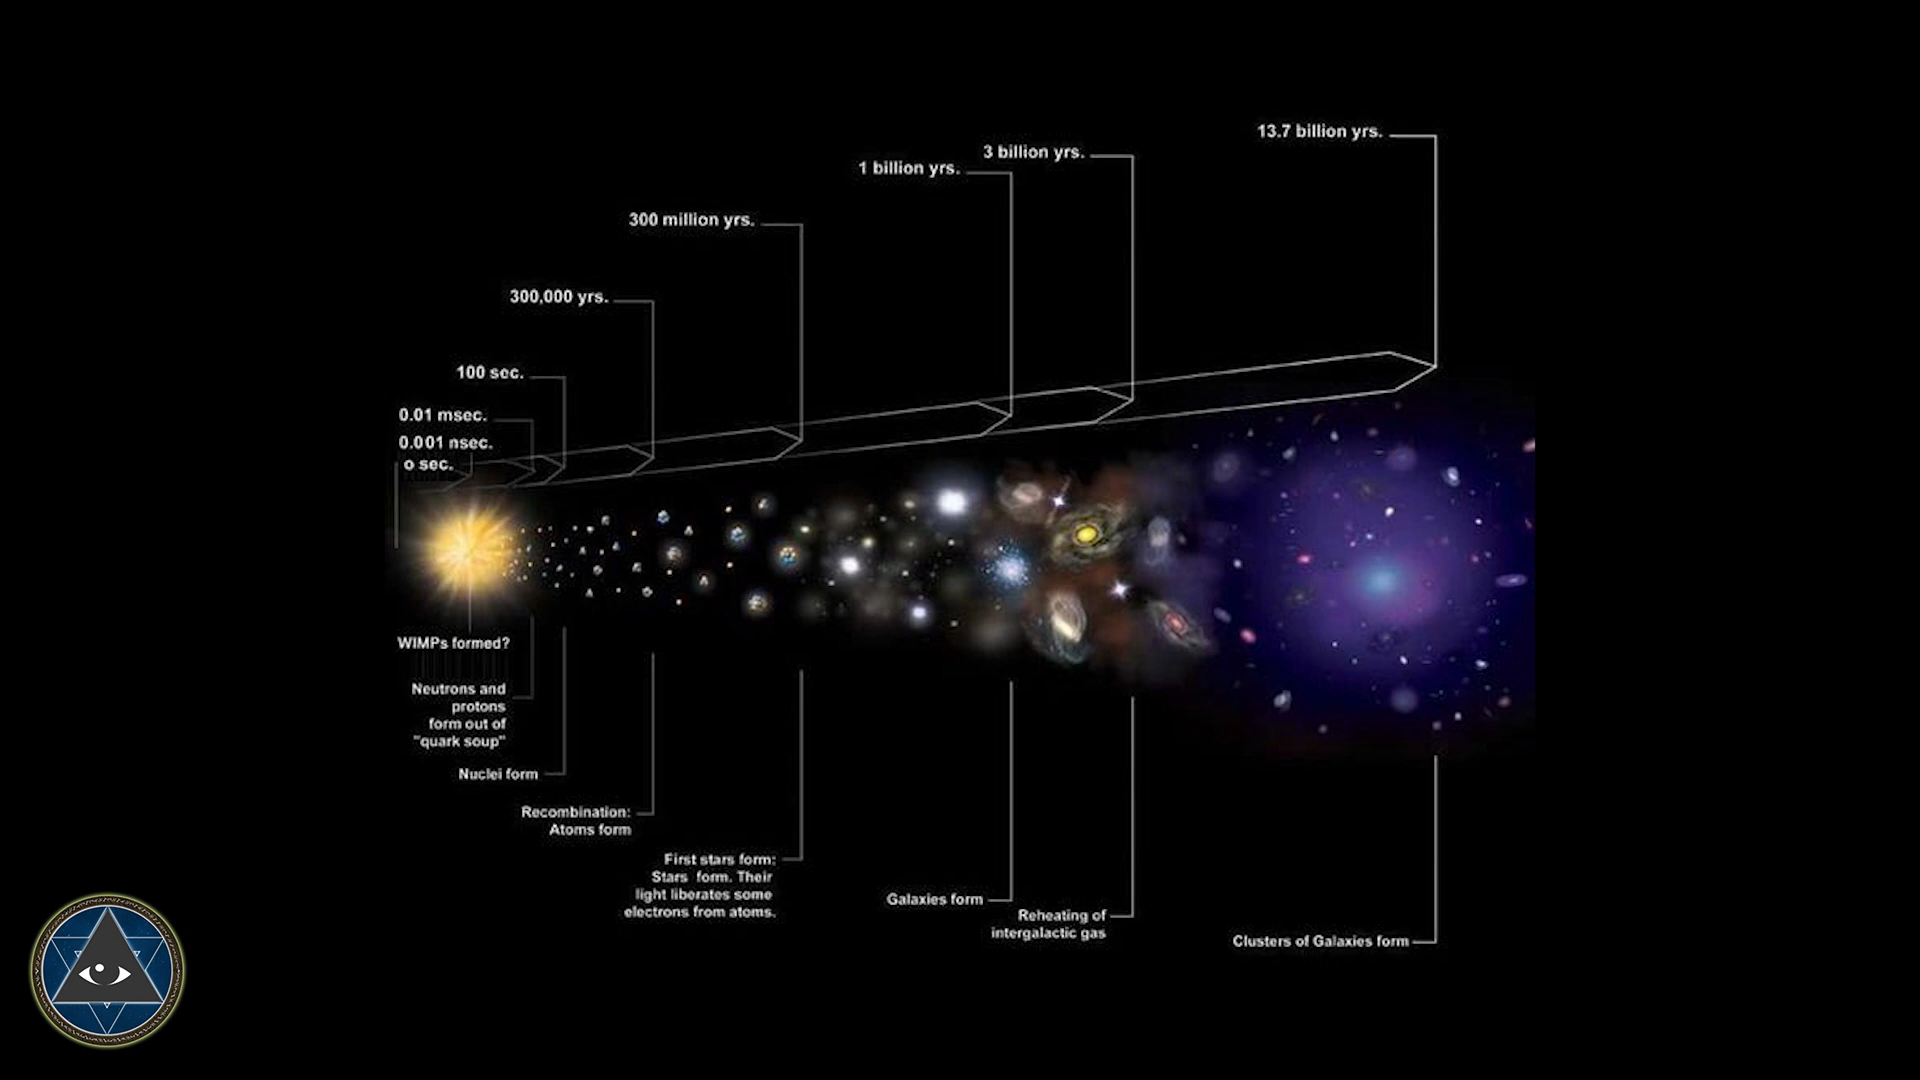 13.7 billion yrs.
3 billion yrs.
1 billion yrs.
300 million yrs.
300,000 yrs.
100 sec.
0.01 msec.
0.001 nsec.
o sec.
WIMPs formed?
Neutrons and
protons
form out of
"quark soup"
Nuclei form
Recombination:
Atoms form
First stars form:
Stars form. Their
light liberates some
electrons from atoms.
Galaxies form
Reheating of
intergalactic gas
Clusters of Galaxies form